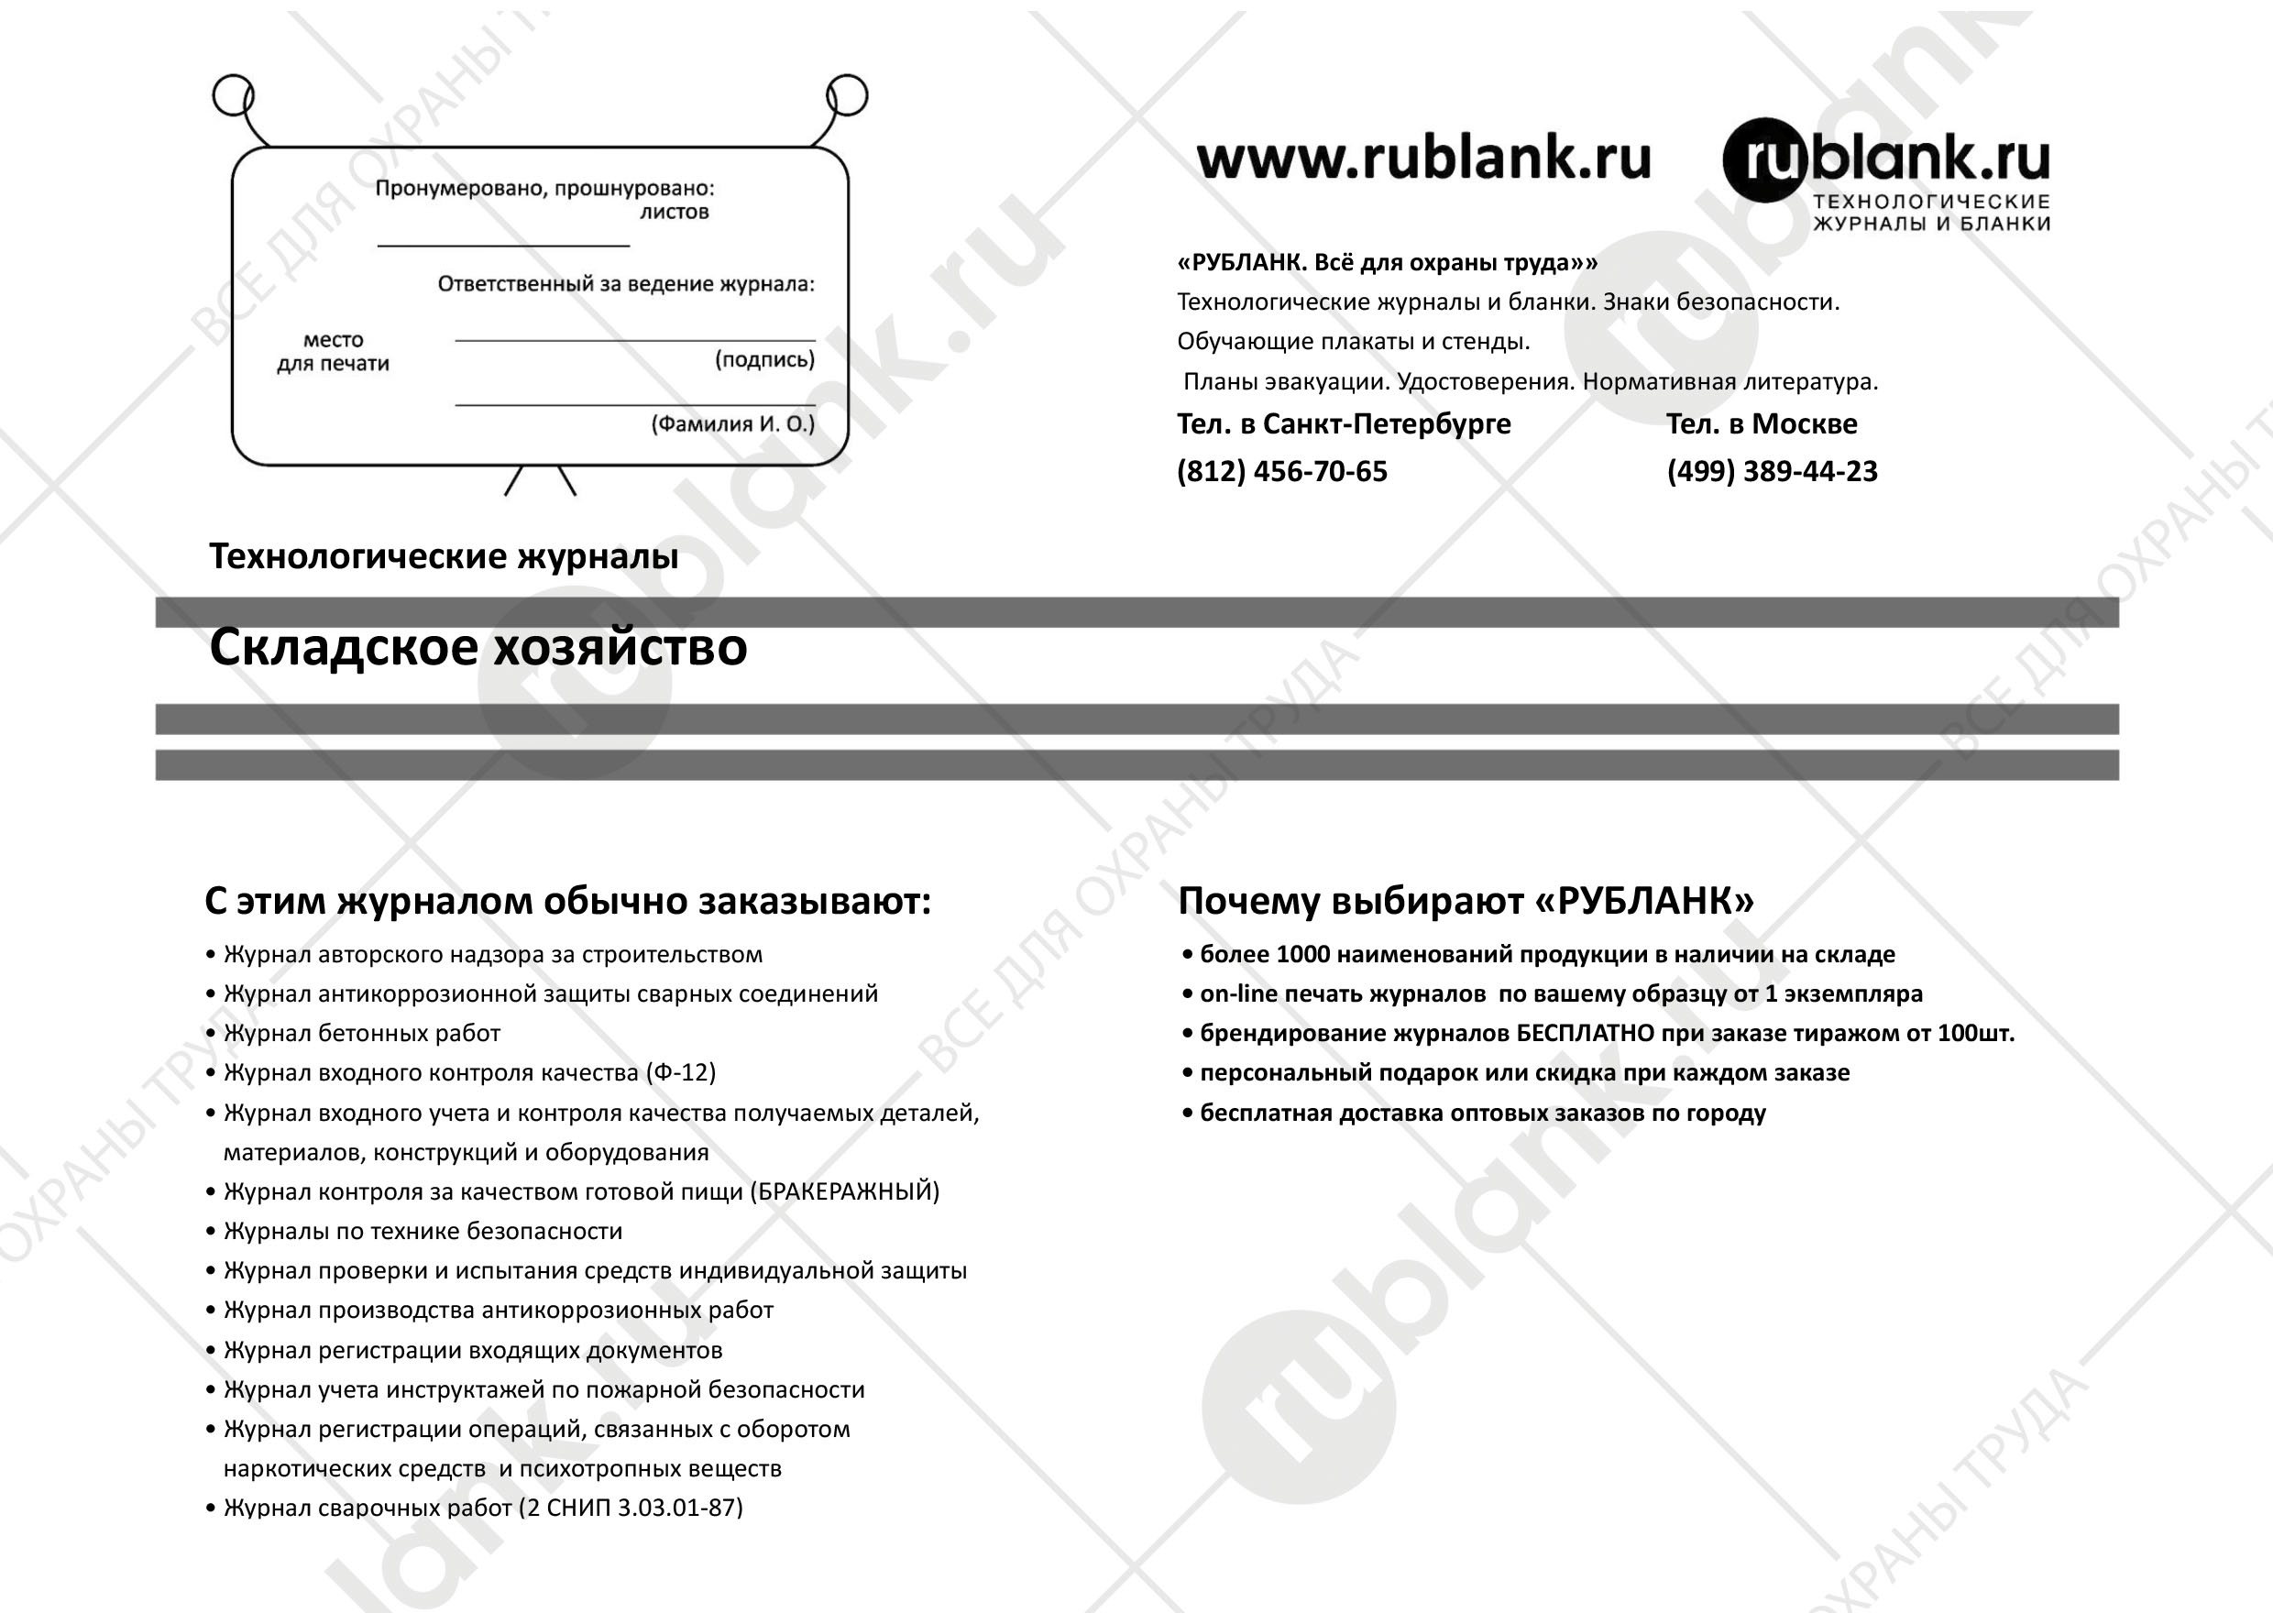 Пронумеровано, прошнуровано:
листов
Ответственный за ведение журнала:
место
для печати
(подпись)
(Фамилия И. О.)
www.rublank.ru
rublank.ru
ТЕХНОЛОГИЧЕСКИЕ
ЖУРНАЛЫ И БЛАНКИ
«РУБЛАНК. Всё для охраны труда»»
Технологические журналы и бланки. Знаки безопасности.
Обучающие плакаты и стенды.
Планы эвакуации. Удостоверения. Нормативная литература.
Тел. в Санкт-Петербурге Тел. в Москве
(812) 456-70-65 (499) 389-44-23
Технологические журналы
Складское хозяйство
С этим журналом обычно заказывают:
• Журнал авторского надзора за строительством
• Журнал антикоррозионной защиты сварных соединений
• Журнал бетонных работ
• Журнал входного контроля качества (Ф-12)
• Журнал входного учета и контроля качества получаемых деталей,
материалов, конструкций и оборудования
• Журнал контроля за качеством готовой пищи (БРАКЕРАЖНЫЙ)
• Журналы по технике безопасности
• Журнал проверки и испытания средств индивидуальной защиты
• Журнал производства антикоррозионных работ
• Журнал регистрации входящих документов
• Журнал учета инструктажей по пожарной безопасности
• Журнал регистрации операций, связанных с оборотом
наркотических средств  и психотропных веществ
• Журнал сварочных работ (2 СНИП 3.03.01-87)
Почему выбирают «РУБЛАНК»
• более 1000 наименований продукции в наличии на складе
• on-line печать журналов  по вашему образцу от 1 экземпляра
• брендирование журналов БЕСПЛАТНО при заказе тиражом от 100шт.
• персональный подарок или скидка при каждом заказе
• бесплатная доставка оптовых заказов по городу
ВСЕ ДЛЯ ОХРАНЫ ТРУДА
rublank.ru